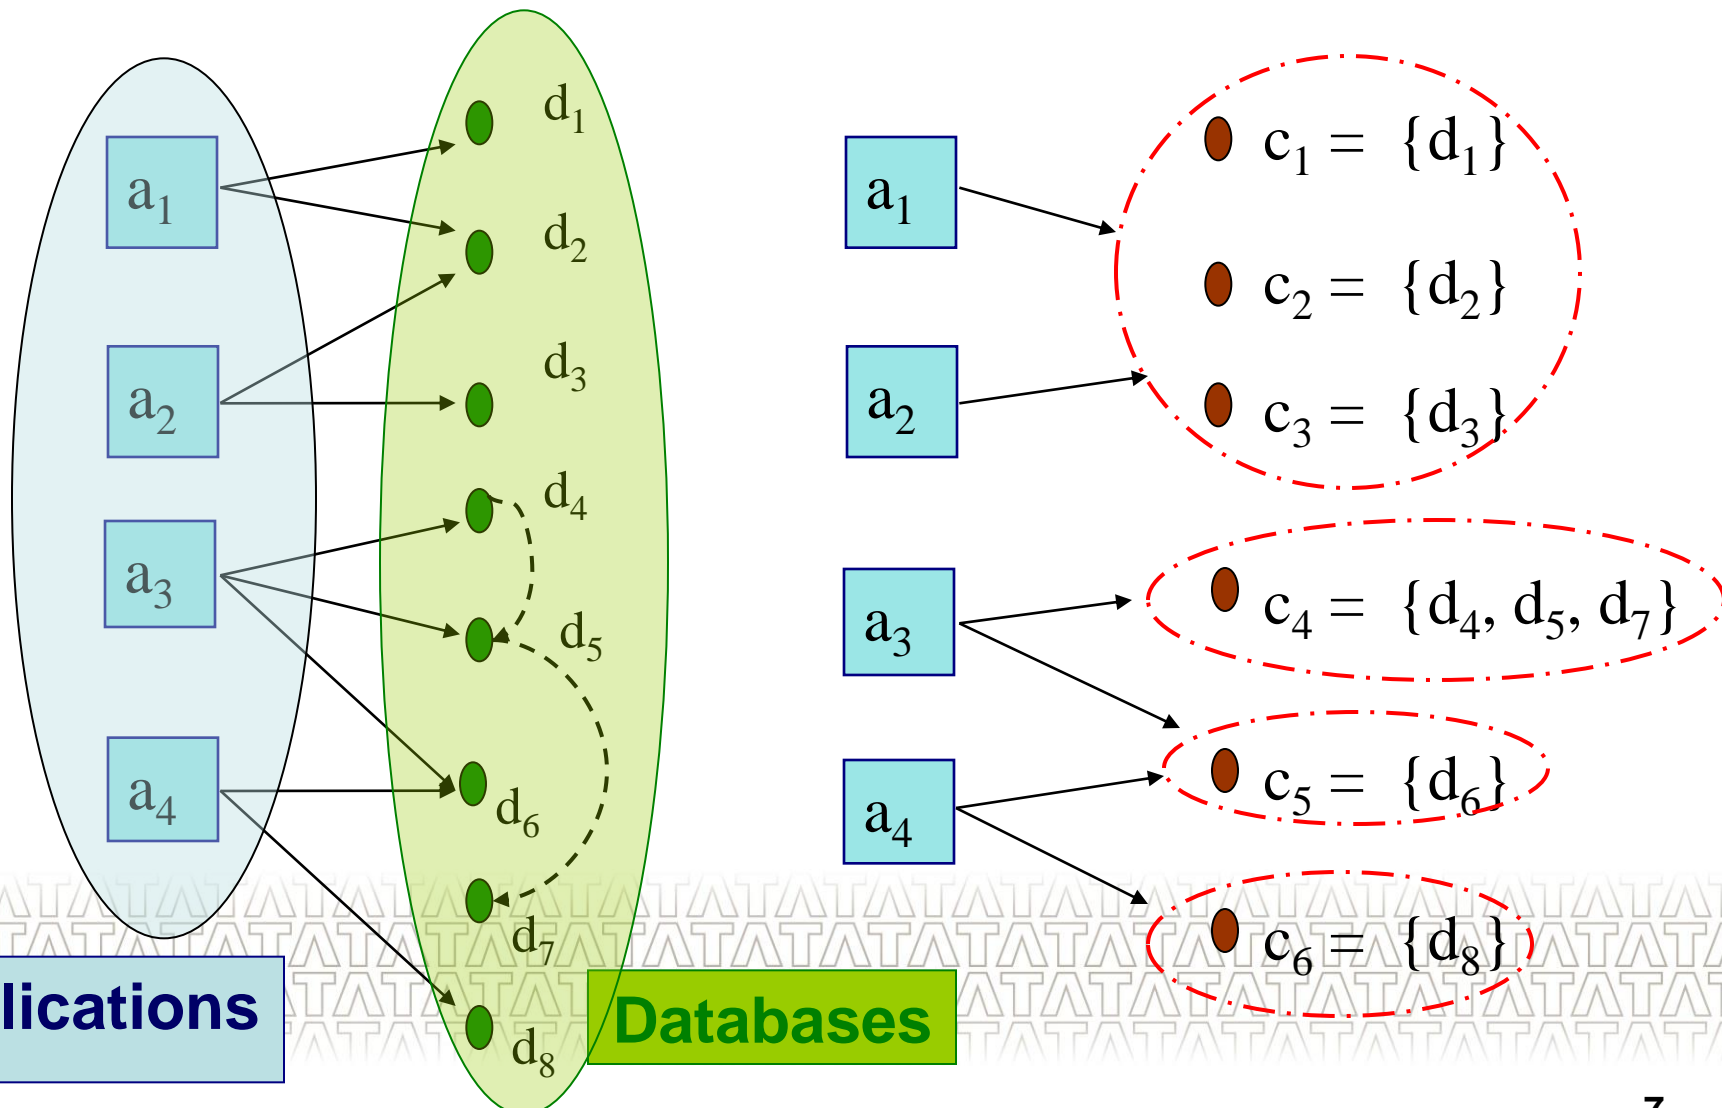 a₁
a₂
a₃
a₄
d₁
d₂
d₃
d₄
d₅
d₆
d₇
d₈
lications
Databases
a₁
a₂
a₃
a₄
c₁ = {d₁}
c₂ = {d₂}
c₃ = {d₃}
c₄ = {d₄, d₅, d₇}
c₅ = {d₆}
c₆ = {d₈}